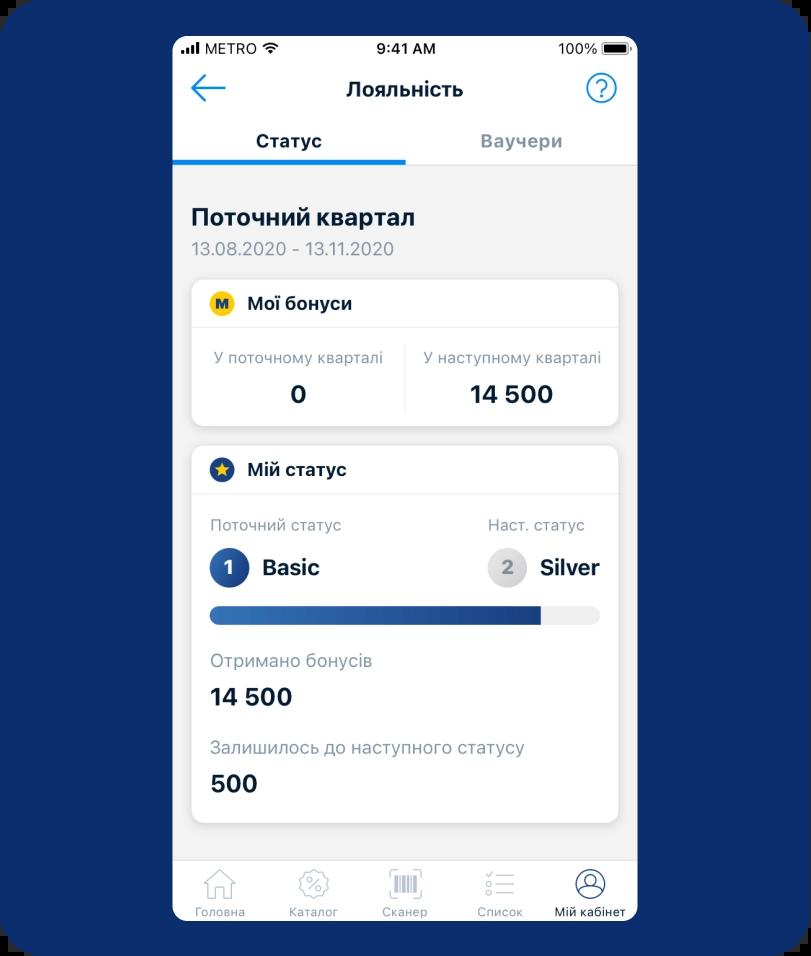 METRO 9:41 AM 100%
Лояльність ?
Статус Ваучери
Поточний квартал
13.08.2020 - 13.11.2020
M Мої бонуси
У поточному кварталі У наступному кварталі
0 14 500
Мій статус
Поточний статус Наст. статус
1 Basic 2 Silver
Отримано бонусів
14 500
Залишилось до наступного статусу
500
%
Головна Каталог Сканер Список Мій кабінет